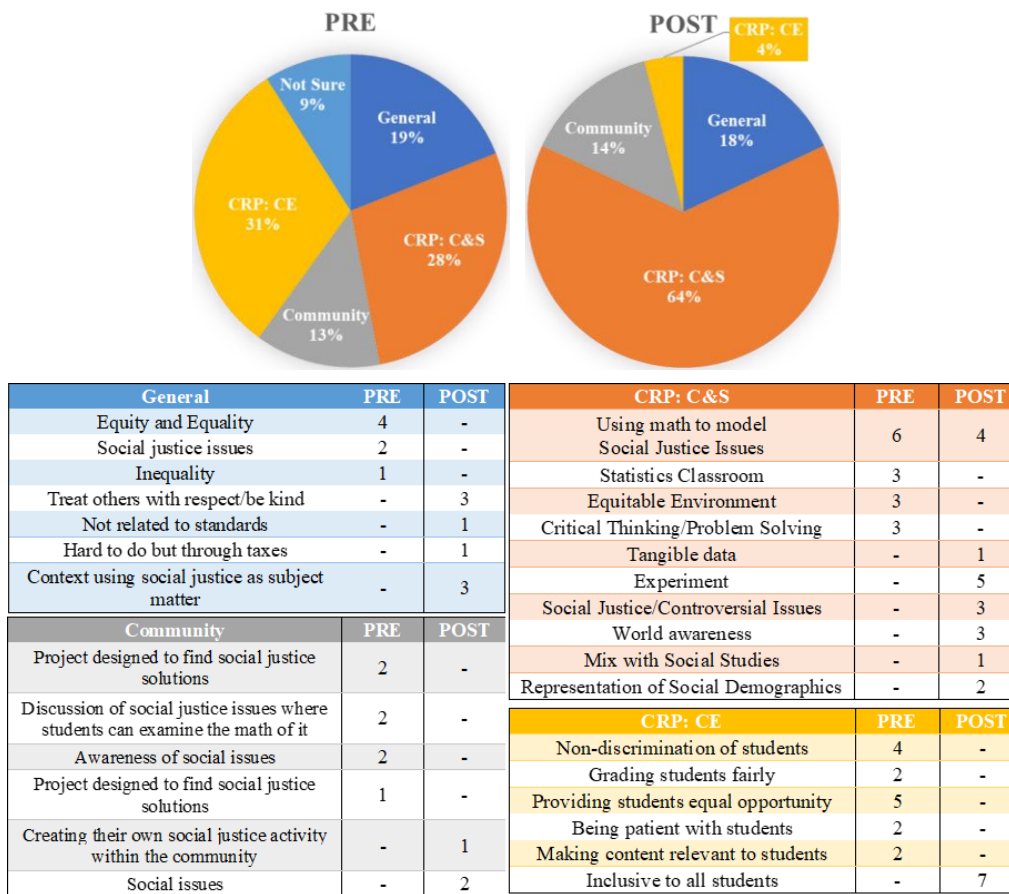 PRE
Not Sure
9%
General
19%
CRP: CE
31%
CRP: C&S
28%
Community
13%
POST
CRP: CE
4%
Community
14%
General
18%
CRP: C&S
64%
General PRE POST
Equity and Equality 4 -
Social justice issues 2 -
Inequality 1 -
Treat others with respect/be kind - 3
Not related to standards - 1
Hard to do but through taxes - 1
Context using social justice as subject
matter - 3
Community PRE POST
Project designed to find social justice
solutions 2 -
Discussion of social justice issues where
students can examine the math of it 2 -
Awareness of social issues 2 -
Project designed to find social justice
solutions 1 -
Creating their own social justice activity
within the community - 1
Social issues - 2
CRP: C&S PRE POST
Using math to model
Social Justice Issues 6 4
Statistics Classroom 3 -
Equitable Environment 3 -
Critical Thinking/Problem Solving 3 -
Tangible data - 1
Experiment - 5
Social Justice/Controversial Issues - 3
World awareness - 3
Mix with Social Studies - 1
Representation of Social Demographics - 2
CRP: CE PRE POST
Non-discrimination of students 4 -
Grading students fairly 2 -
Providing students equal opportunity 5 -
Being patient with students 2 -
Making content relevant to students 2 -
Inclusive to all students - 7